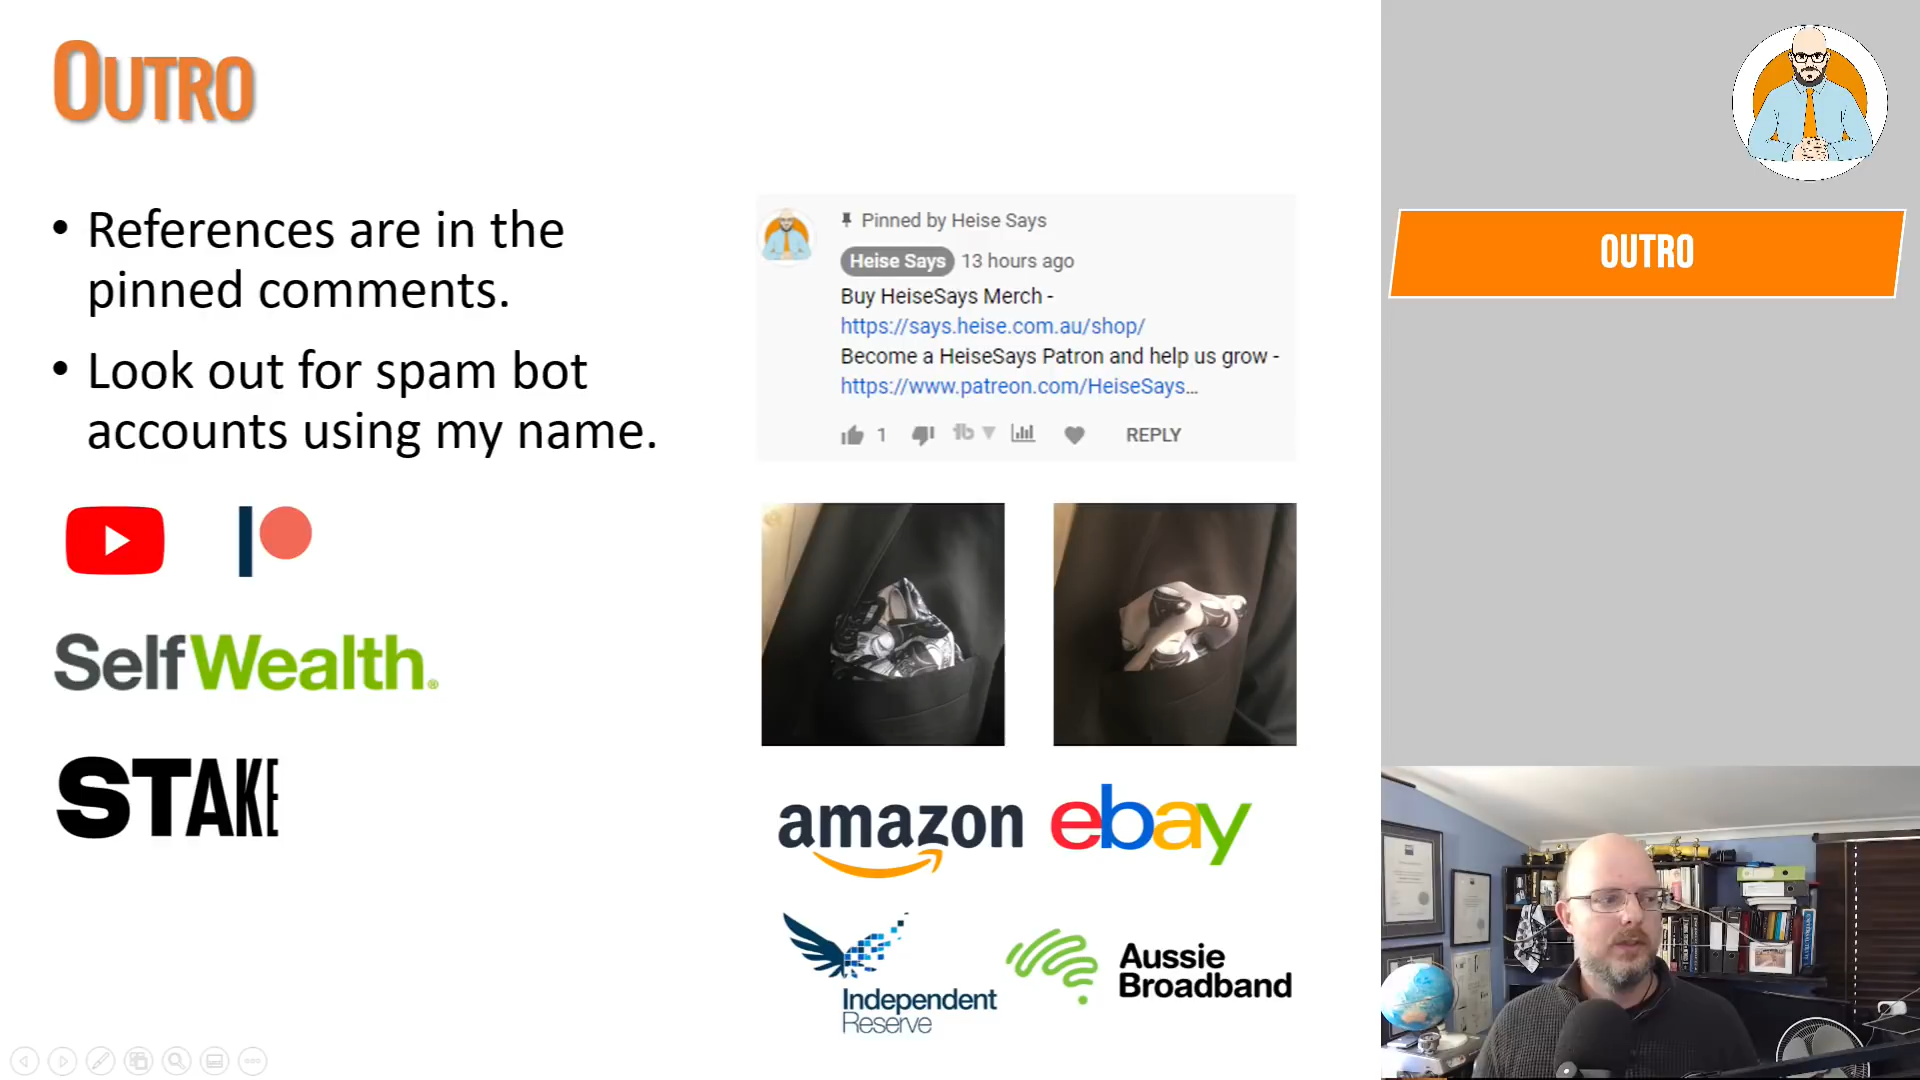 OUTRO
• References are in the
pinned comments.
• Look out for spam bot
accounts using my name.
SelfWealth®
STAKE
Pinned by Heise Says
Heise Says 13 hours ago
Buy HeiseSays Merch -
https://says.heise.com.au/shop/
Become a HeiseSays Patron and help us grow -
https://www.patreon.com/HeiseSays...
1
REPLY
amazon
ebay
Independent
Reserve
Aussie
Broadband
OUTRO